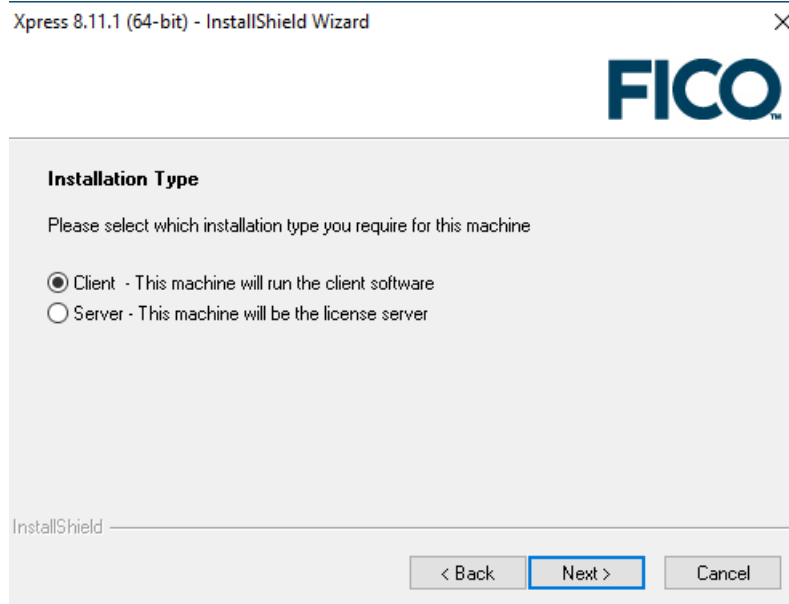 Xpress 8.11.1 (64-bit) - InstallShield Wizard
FICO™
Installation Type
Please select which installation type you require for this machine
Client - This machine will run the client software
Server - This machine will be the license server
InstallShield
< Back Next > Cancel